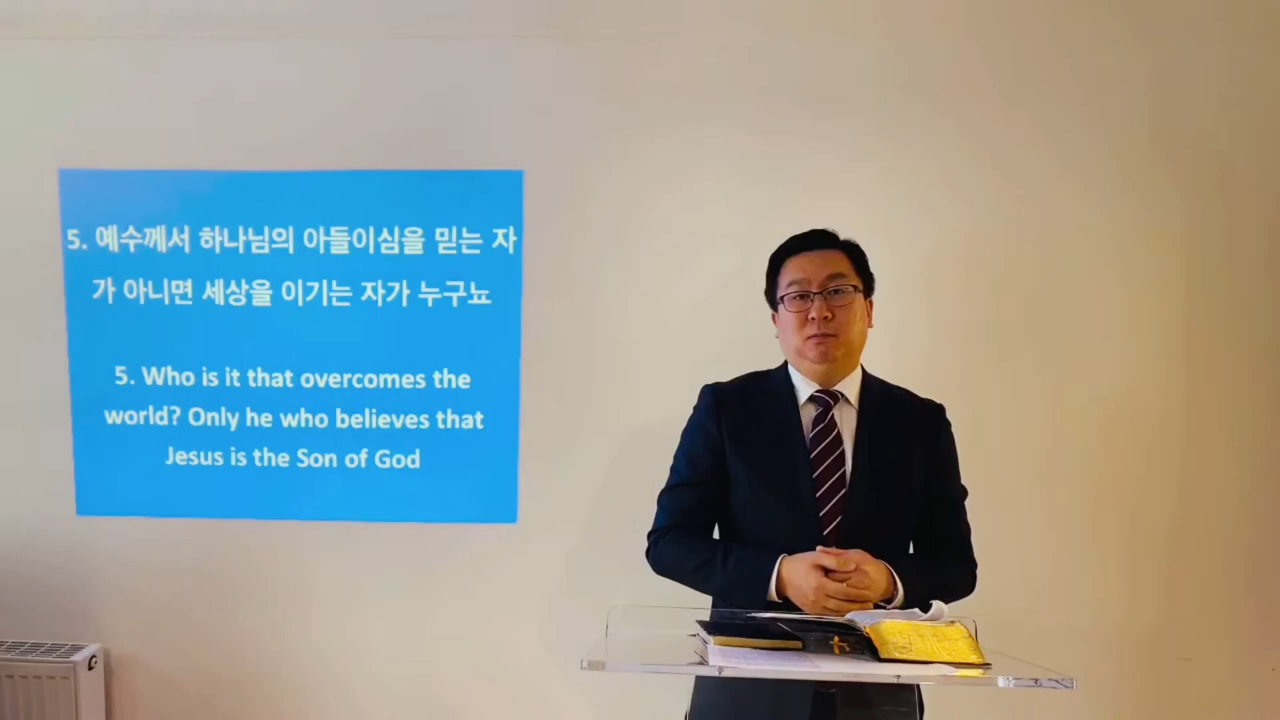 5. 예수께서 하나님의 아들이심을 믿는 자
가 아니면 세상을 이기는 자가 누구뇨
5. Who is it that overcomes the
world? Only he who believes that
Jesus is the Son of God